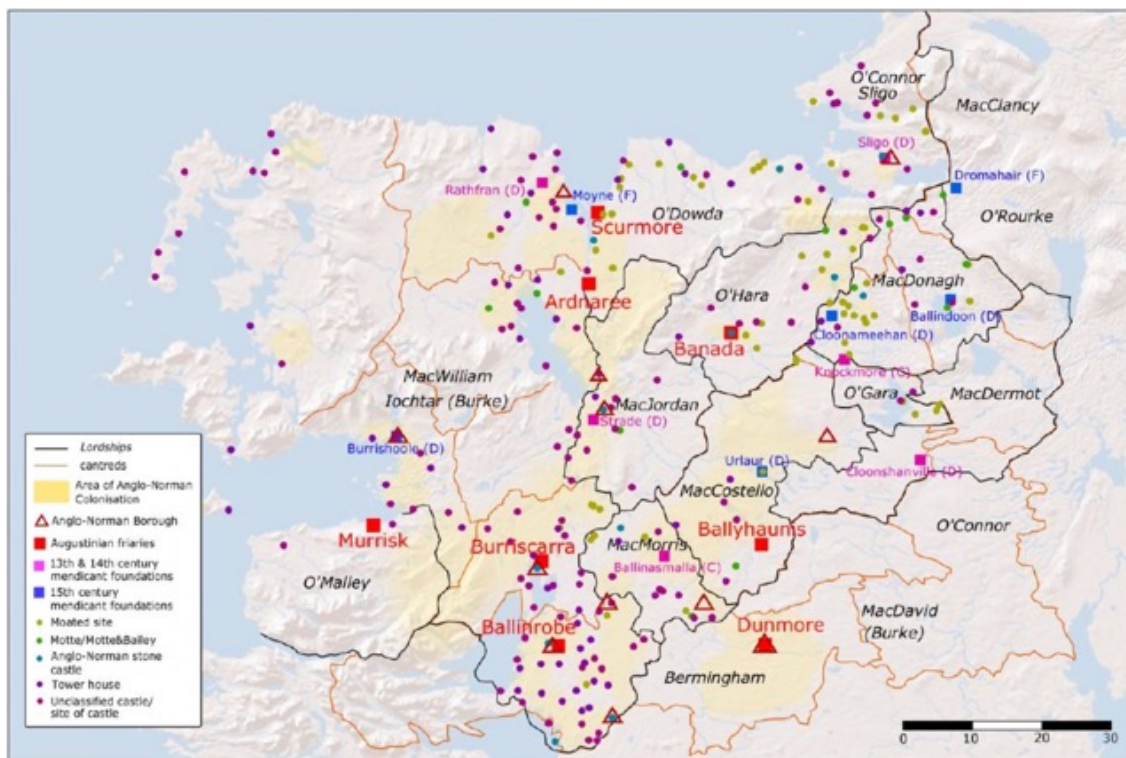 O'Connor
Sligo
MacClancy
Sligo (D)
Dromahair (F)
Rathfran (D)
Moyne (F)
O'Dowda
O'Rourke
Scurmore
MacDonagh
Ardnaree
O'Hara
Ballindoon (D)
Cloonameehan (D)
Banada
Knockmore (C)
MacWilliam
Iochtar (Burke)
O'Gara
MacDermot
MacJordan
Strade (D)
Burrishoole (D)
Urlaur (D)
Cloonshanville (D)
MacCostello
O'Connor
Murrisk
Burriscarra
MacMorris
Ballyhaunis
Ballinasmalla (C)
O'Malley
MacDavid
(Burke)
Ballinrobe
Dunmore
Bermingham
Lordships
cantreds
Area of Anglo-Norman
Colonisation
Anglo-Norman Borough
Augustinian friaries
13th & 14th century
mendicant foundations
15th century
mendicant foundations
Moated site
Motte/Motte&Bailey
Anglo-Norman stone
castle
Tower house
Unclassified castle/
site of castle
0 10 20 30